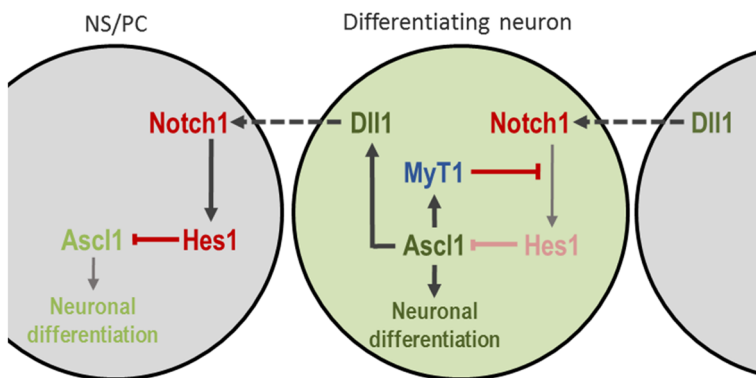 NS/PC
Differentiating neuron
Notch1
Dll1
Notch1
Dll1
MyT1
Ascl1
Hes1
Ascl1
Hes1
Neuronal
differentiation
Neuronal
differentiation